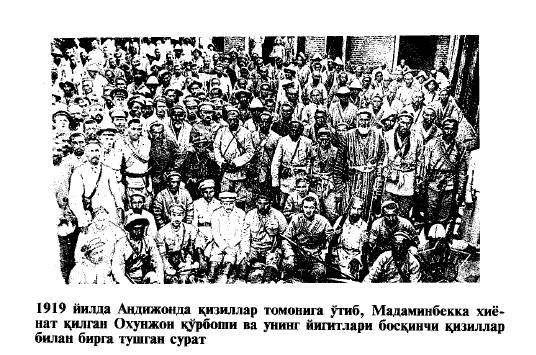 1919 йилда Андижонда қизиллар томонига ўтиб, Мадаминбекка хиё-
нат қилган Охунжон қўрбоши ва унинг йигитлари босқинчи қизиллар
билан бирга тушган сурат